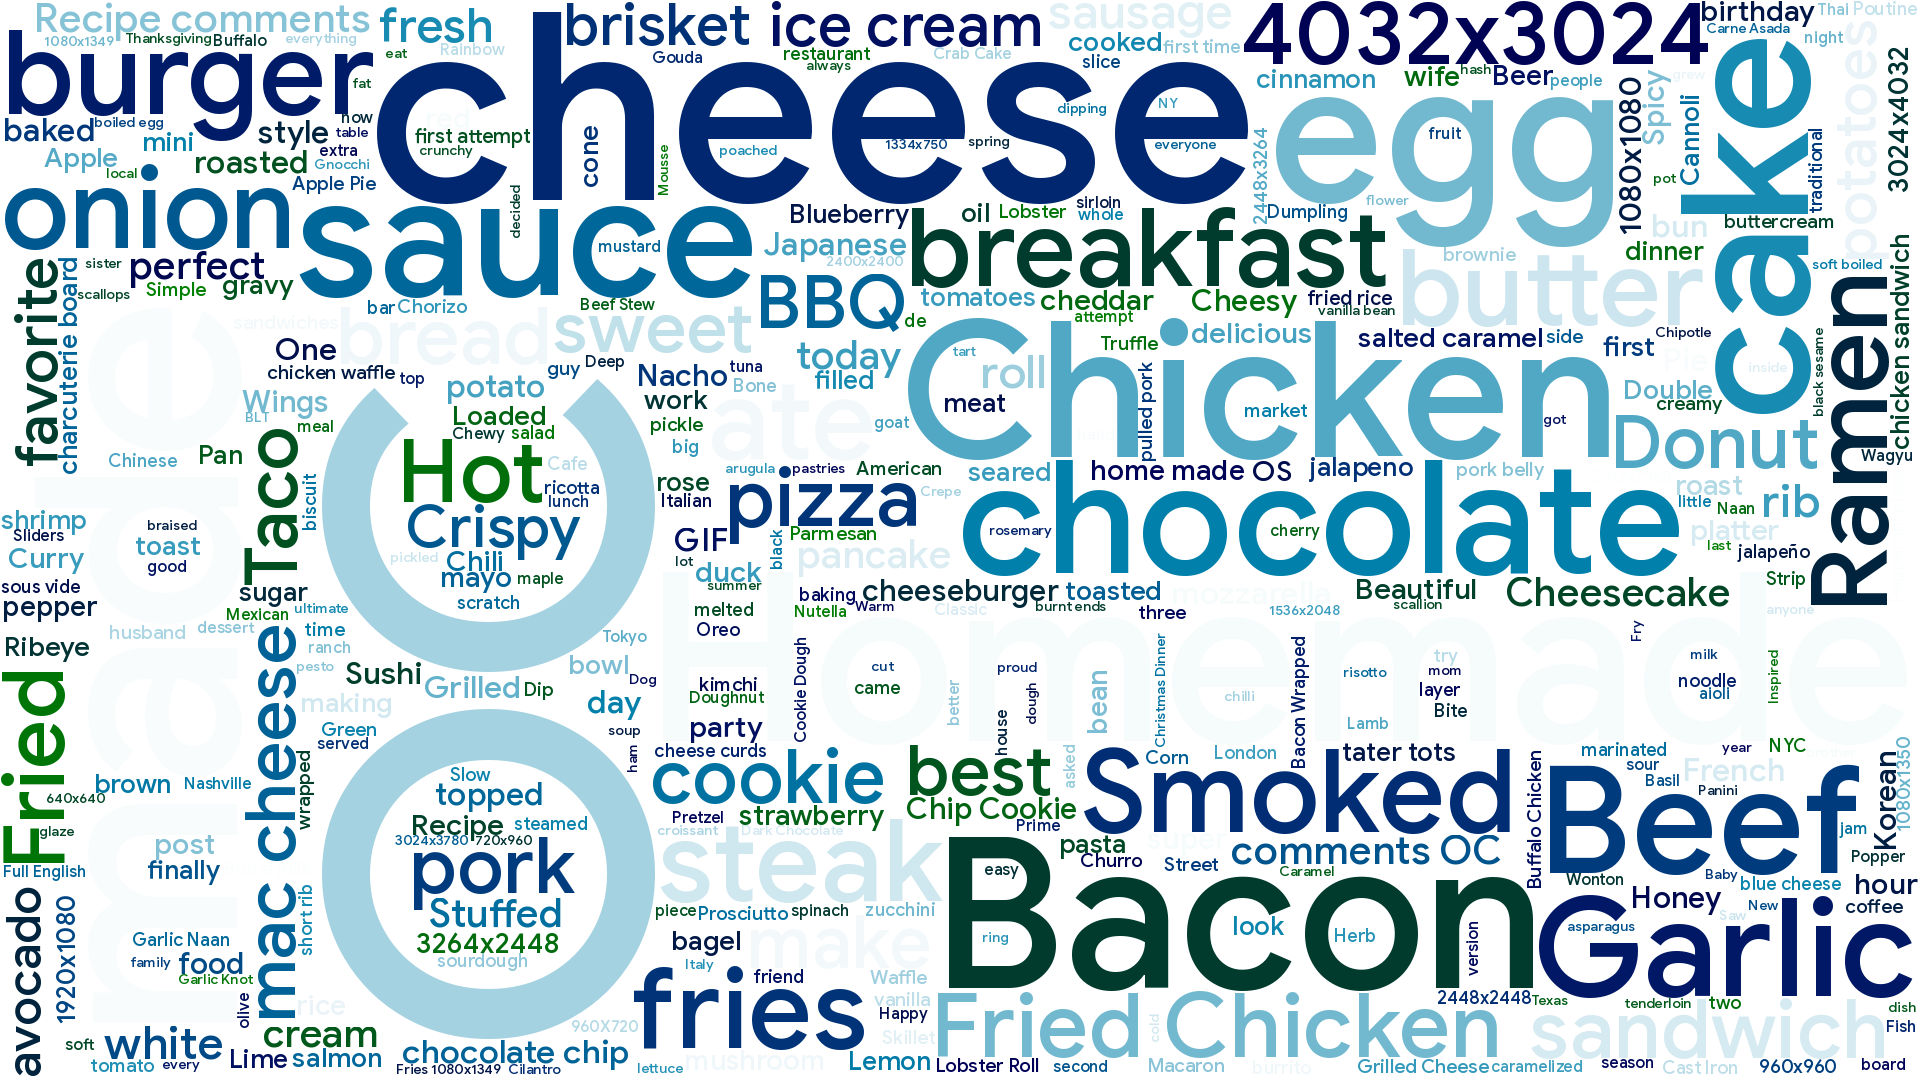 Recipe comments
fresh
brisket
ice cream
sausage
4032x3024
birthday
Thai
Poutine
1080x1349
Thanksgiving
Buffalo
everything
eat
Rainbow
Gouda
restaurant
always
Crab Cake
cooked
slice
first time
Carne Asada
night
burger
fat
cheese
cinnamon
wife
hash
Beer
people
grew
potatoes
baked
boiled egg
mini
style
now
table
extra
red
first attempt
crunchy
cone
Mousse
poached
dipping
NY
1334x750
spring
everyone
2448x3264
egg
fruit
1080x1080
Spicy
Cannoli
cake
traditional
3024x4032
Apple
local
roasted
Gnocchi
Apple Pie
pot
onion
sauce
decided
mustard
Blueberry
oil
Lobster
sirloin
whole
Dumpling
flower
bun
buttercream
Japanese
2400x2400
breakfast
brownie
dinner
soft boiled
sister
perfect
scallops
Simple
gravy
favorite
charcuterie board
bar
Chorizo
Beef Stew
BBQ
de
tomatoes
cheddar
attempt
Cheesy
fried rice
vanilla bean
butter
Ramen
chicken sandwich
sandwiches
bread
sweet
One
chicken waffle
top
guy
Deep
today
filled
Truffle
delicious
salted caramel
side
first
Chipotle
Pie
inside
black sesame
Wings
BLT
meal
potato
Loaded
Chewy
salad
Nacho
work
tuna
Bone
pickle
big
ate
goat
tart
roll
meat
Chicken
pulled pork
market
got
Double
creamy
Donut
Wagyu
Chinese
Pan
Taco
biscuit
Hot
Cafe
ricotta
lunch
Crispy
pickled
Chili
mayo
maple
scratch
rose
Italian
arugula
pastries
American
pizza
Crepe
seared
home made OS
jalapeno
pork belly
roast
little
Naan
rib
platter
last
jalapeño
shrimp
Sliders
braised
toast
good
Curry
sous vide
pepper
GIF
lot
black
Parmesan
pancake
chocolate
rosemary
cherry
Strip
sugar
Mexican
ultimate
time
ranch
pesto
duck
summer
melted
Oreo
baking
Nutella
Warm
cheeseburger
toasted
mozzarella
Classic
burnt ends
three
1536x2048
Beautiful
scallion
Cheesecake
anyone
husband
dessert
Ribeye
made
Tokyo
Homemade
Fry
Sushi
Grilled
Dip
bowl
Dog
kimchi
Doughnut
Cookie Dough
cut
came
better
proud
dough
house
bean
Christmas Dinner
chilli
Bacon Wrapped
risotto
try
mom
layer
Bite
milk
noodle
aioli
Inspired
Fried
mac cheese
making
Green
served
day
soup
ham
party
cheese curds
Lamb
asked
Corn
London
tater tots
marinated
sour
year
NYC
brown
Nashville
640x640
wrapped
Slow
topped
Recipe
steamed
3024x3780
720x960
pork
Stuffed
3264x2448
sourdough
cookie
Pretzel
strawberry
croissant
Dark Chocolate
best
Chip Cookie
Prime
Smoked
Buffalo Chicken
Basil
French
Panini
Beef
Korean
1080x1350
jam
glaze
Full English
post
finally
steak
pasta
Churro
super
Street
comments OC
Caramel
Popper
avocado
1920x1080
short rib
piece
Prosciutto
spinach
zucchini
easy
Bacon
ring
look
Herb
version
Wonton
Baby
blue cheese
hour
Honey
New
coffee
Saw
asparagus
Garlic
Garlic Naan
family
food
Garlic Knot
bagel
Italy
make
friend
Waffle
vanilla
Happy
2448x2448
Texas
tenderloin
two
dish
Fish
olive
rice
cream
960X720
fries
Skillet
Fried Chicken
cold
sandwich
soft
white
tomato
every
Lime
salmon
chocolate chip
Fries 1080x1349
Cilantro
lettuce
mushroom
Lemon
Lobster Roll
second
Macaron
burrito
Grilled Cheese
caramelized
season
Cast Iron
960x960
board